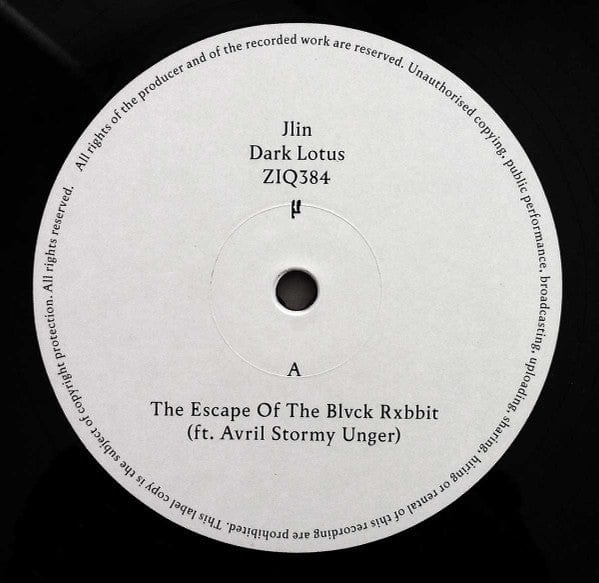 Jlin
Dark Lotus
ZIQ384
µ
A
The Escape Of The Blvck Rxbbit
(ft. Avril Stormy Unger)
All rights of the producer and of the recorded work are reserved. Unauthorised copying, public performance, broadcasting, uploading, sharing, hiring or rental of this recording are prohibited. This label copy is the subject of copyright protection. All rights reserved.